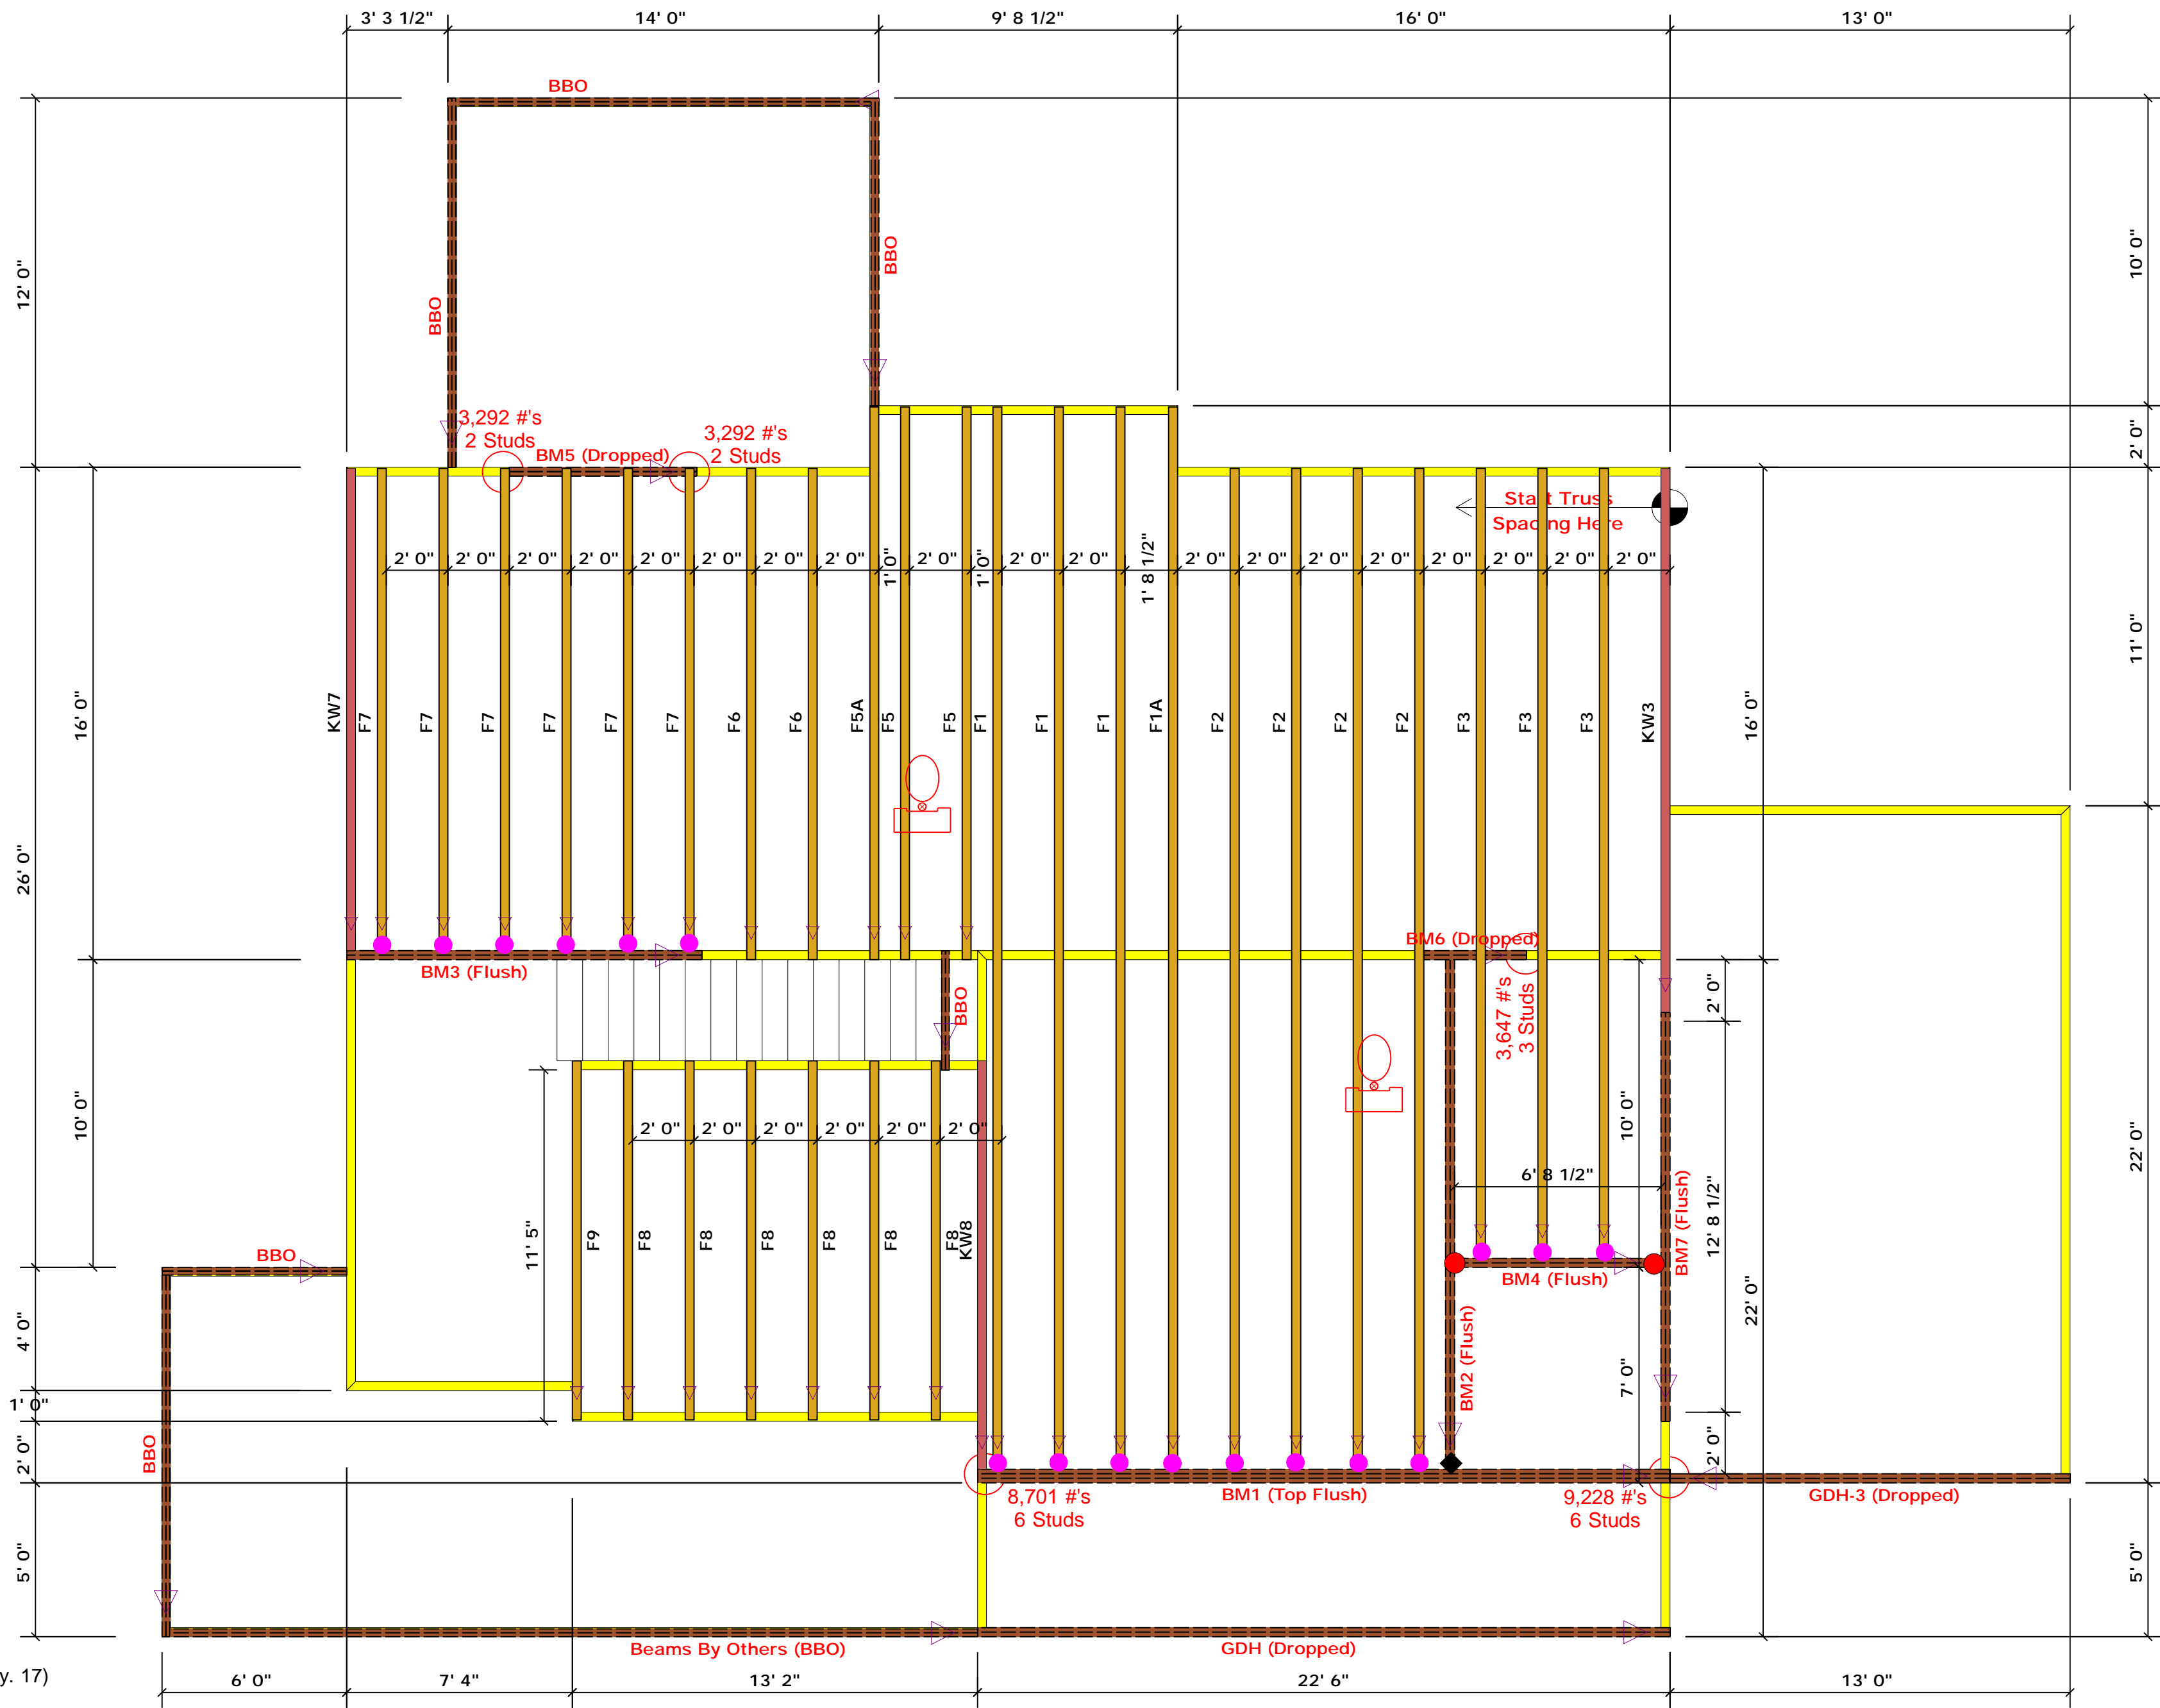 3' 3 1/2"
14' 0"
9' 8 1/2"
16' 0"
13' 0"
BBO
12' 0"
BBO
BBO
10' 0"
2' 0"
3,292 #'s
2 Studs
3,292 #'s
2 Studs
BM5 (Dropped)
Start Truss
Spacing Here
2' 0"
2' 0"
2' 0"
2' 0"
2' 0"
2' 0"
2' 0"
2' 0"
1' 0"
2' 0"
1' 0"
2' 0"
2' 0"
1' 8 1/2"
2' 0"
2' 0"
2' 0"
2' 0"
2' 0"
2' 0"
2' 0"
2' 0"
11' 0"
16' 0"
KW7
F7
F7
F7
F7
F7
F7
F6
F6
F5A
F5
F5
F1
F1
F1
F1A
F2
F2
F2
F2
F3
F3
F3
KW3
16' 0"
26' 0"
BM3 (Flush)
BBO
BM6 (Dropped)
3,647 #'s
3 Studs
2' 0"
10' 0"
2' 0"
2' 0"
2' 0"
2' 0"
2' 0"
2' 0"
10' 0"
22' 0"
6' 8 1/2"
11' 5"
F9
F8
F8
F8
F8
F8
F8
KW8
BM7 (Flush)
12' 8 1/2"
22' 0"
BBO
BM4 (Flush)
4' 0"
BM2 (Flush)
7' 0"
1' 0"
2' 0"
BBO
2' 0"
8,701 #'s
6 Studs
BM1 (Top Flush)
9,228 #'s
6 Studs
GDH-3 (Dropped)
5' 0"
5' 0"
Beams By Others (BBO)
GDH (Dropped)
y. 17)
6' 0"
7' 4"
13' 2"
22' 6"
13' 0"